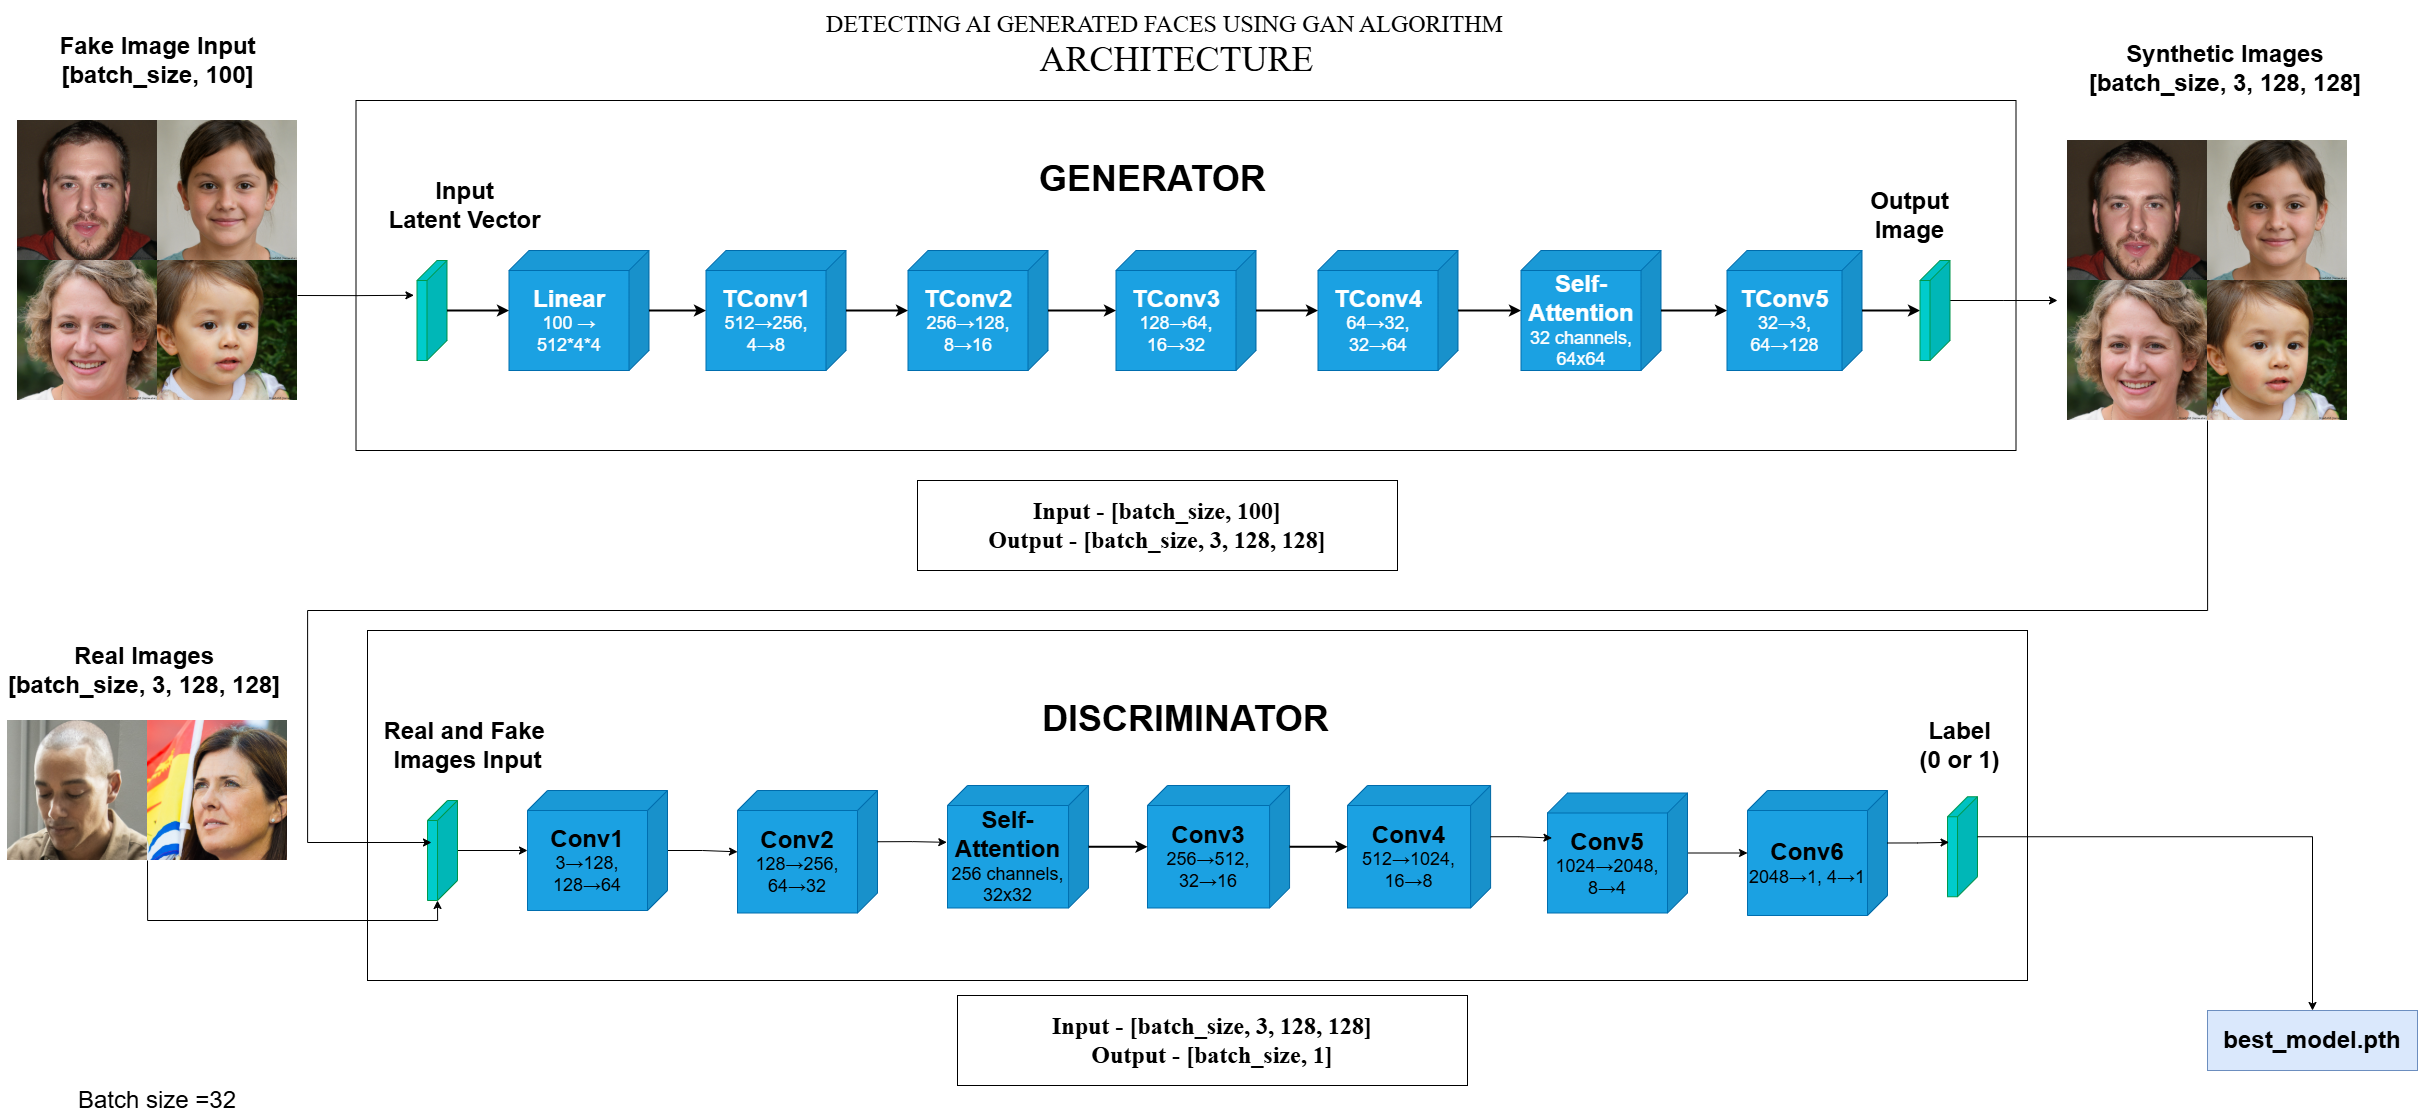 DETECTING AI GENERATED FACES USING GAN ALGORITHM
ARCHITECTURE
Fake Image Input
[batch_size, 100]
Synthetic Images
[batch_size, 3, 128, 128]
GENERATOR
Input
Latent Vector
Output
Image
Linear
100 →
512*4*4
TConv1
512→256,
4→8
TConv2
256→128,
8→16
TConv3
128→64,
16→32
TConv4
64→32,
32→64
Self-
Attention
32 channels,
64x64
TConv5
32→3,
64→128
Input - [batch_size, 100]
Output - [batch_size, 3, 128, 128]
Real Images
[batch_size, 3, 128, 128]
DISCRIMINATOR
Real and Fake
Images Input
Label
(0 or 1)
Conv1
3→128,
128→64
Conv2
128→256,
64→32
Self-
Attention
256 channels,
32x32
Conv3
256→512,
32→16
Conv4
512→1024,
16→8
Conv5
1024→2048,
8→4
Conv6
2048→1, 4→1
Input - [batch_size, 3, 128, 128]
Output - [batch_size, 1]
best_model.pth
Batch size =32